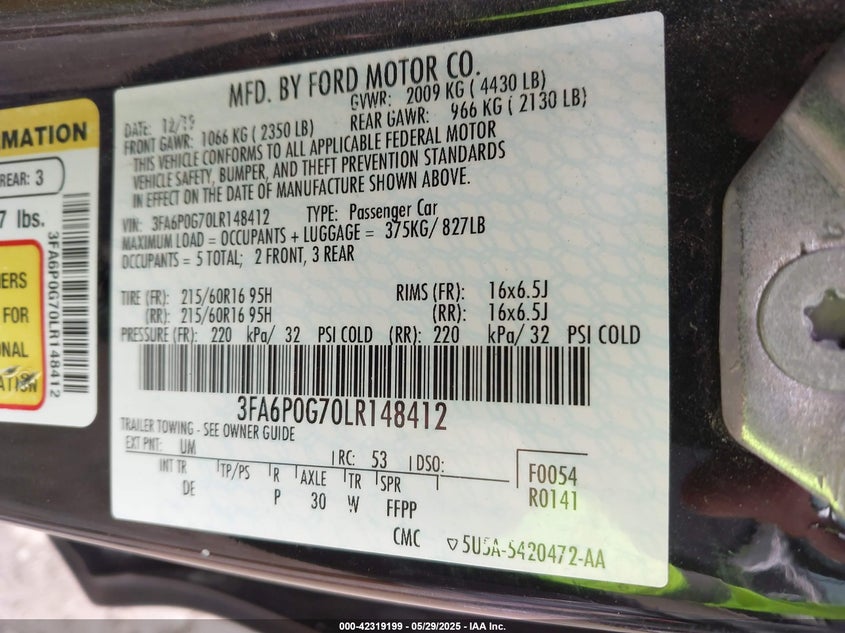 MFD. BY FORD MOTOR CO.
DATE: 12/19
GVWR: 2009 KG ( 4430 LB)
FRONT GAWR: 1066 KG ( 2350 LB)
REAR GAWR: 966 KG ( 2130 LB)
THIS VEHICLE CONFORMS TO ALL APPLICABLE FEDERAL MOTOR
VEHICLE SAFETY, BUMPER, AND THEFT PREVENTION STANDARDS
IN EFFECT ON THE DATE OF MANUFACTURE SHOWN ABOVE.
VIN: 3FA6P0G70LR148412 TYPE: Passenger Car
MAXIMUM LOAD = OCCUPANTS + LUGGAGE = 375KG/ 827LB
OCCUPANTS = 5 TOTAL; 2 FRONT, 3 REAR
TIRE (FR): 215/60R16 95H RIMS (FR): 16x6.5J
(RR): 215/60R16 95H (RR): 16x6.5J
PRESSURE (FR): 220 kPa/ 32 PSI COLD (RR): 220 kPa/ 32 PSI COLD
3FA6P0G70LR148412
TRAILER TOWING - SEE OWNER GUIDE
EXT PNT: UM RC: 53 DSO:
INT TR TP/PS R AXLE TR SPR
DE P 30 W FFPP
F0054
R0141
CMC
5U5A-5420472-AA
MATION
REAR: 3
7 lbs.
3FA6P0G70LR148412
ERS
FOR
ONAL
ATION
000-42319199 - 05/29/2025 - IAA Inc.